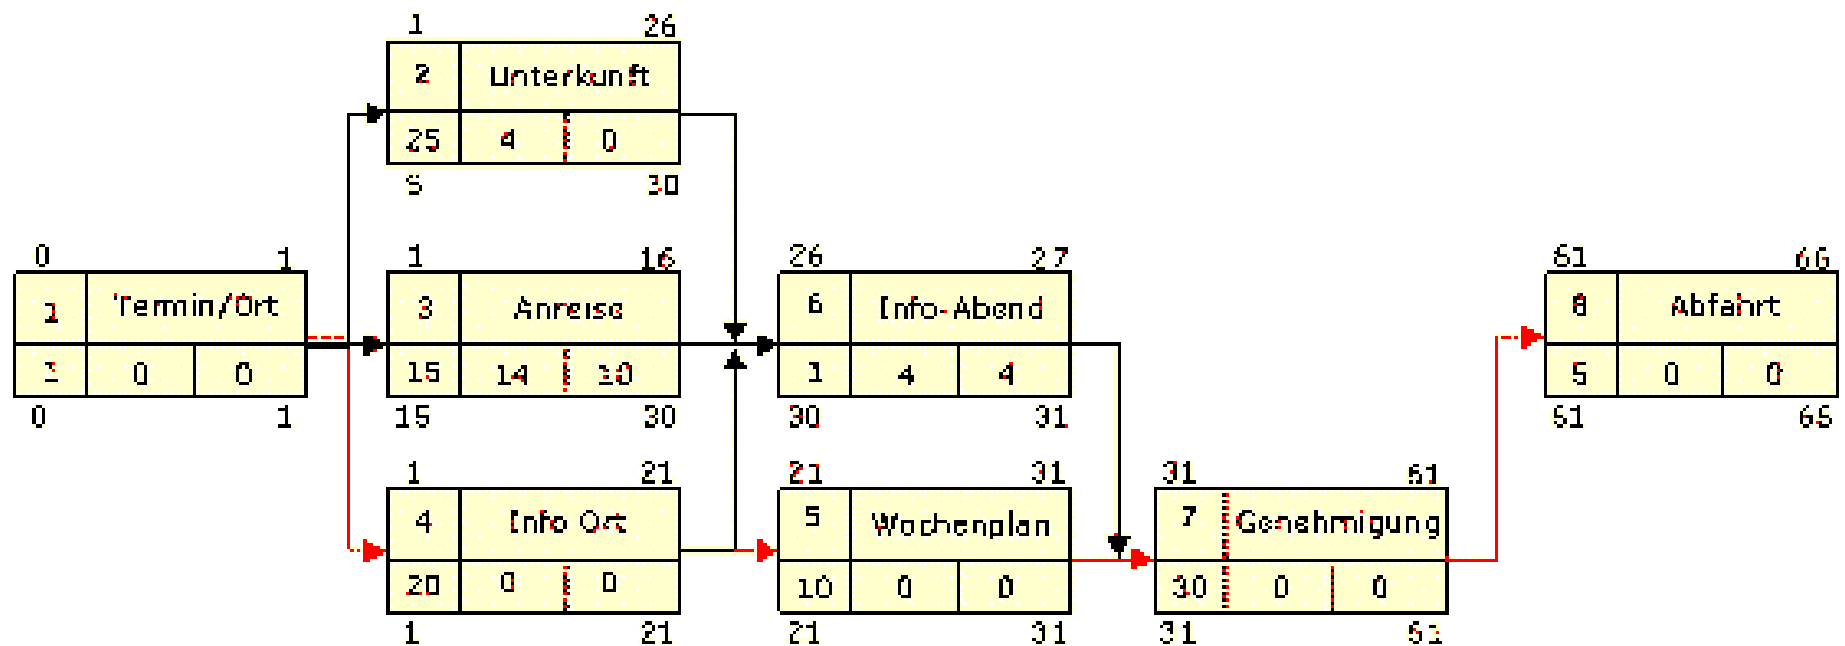 1 26
2 Unterkunft
25 4 0
5 30
0 1
1 Termin/Ort
1 0 0
0 1
1 16
3 Anreise
15 14 10
15 30
26 27
6 Info-Abend
1 4 4
30 31
61 66
8 Abfahrt
5 0 0
61 66
1 21
4 Info Ort
20 0 0
1 21
21 31
5 Wochenplan
10 0 0
21 31
31 61
7 Genehmigung
30 0 0
31 61